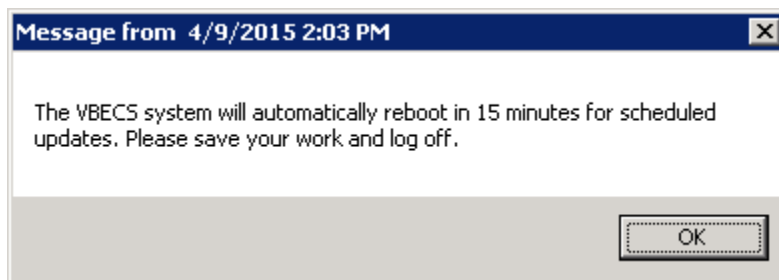 Message from 4/9/2015 2:03 PM
The VBECS system will automatically reboot in 15 minutes for scheduled
updates. Please save your work and log off.
OK